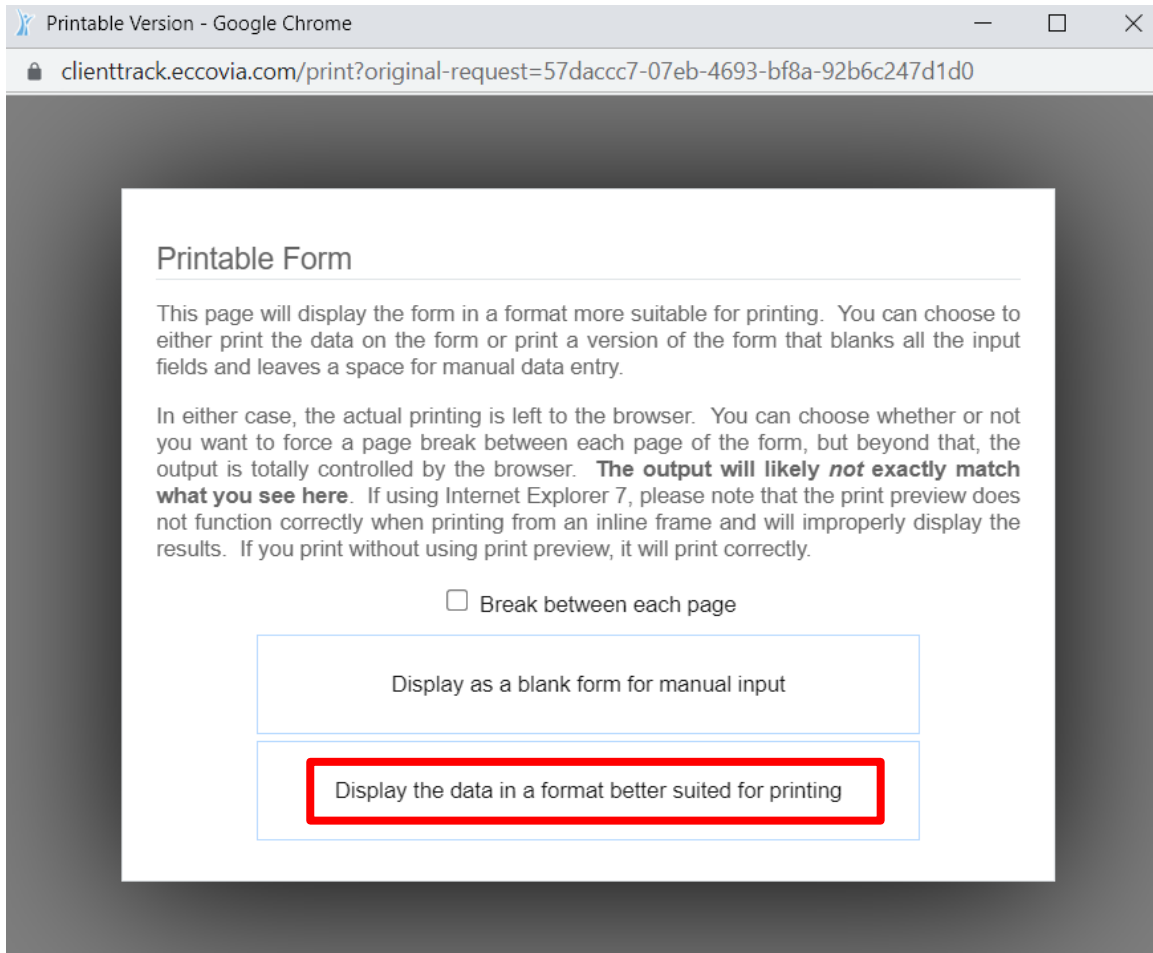 Printable Version - Google Chrome
clienttrack.eccovia.com/print?original-request=57daccc7-07eb-4693-bf8a-92b6c247d1d0
Printable Form
This page will display the form in a format more suitable for printing. You can choose to
either print the data on the form or print a version of the form that blanks all the input
fields and leaves a space for manual data entry.
In either case, the actual printing is left to the browser. You can choose whether or not
you want to force a page break between each page of the form, but beyond that, the
output is totally controlled by the browser. The output will likely not exactly match
what you see here. If using Internet Explorer 7, please note that the print preview does
not function correctly when printing from an inline frame and will improperly display the
results. If you print without using print preview, it will print correctly.
Break between each page
Display as a blank form for manual input
Display the data in a format better suited for printing